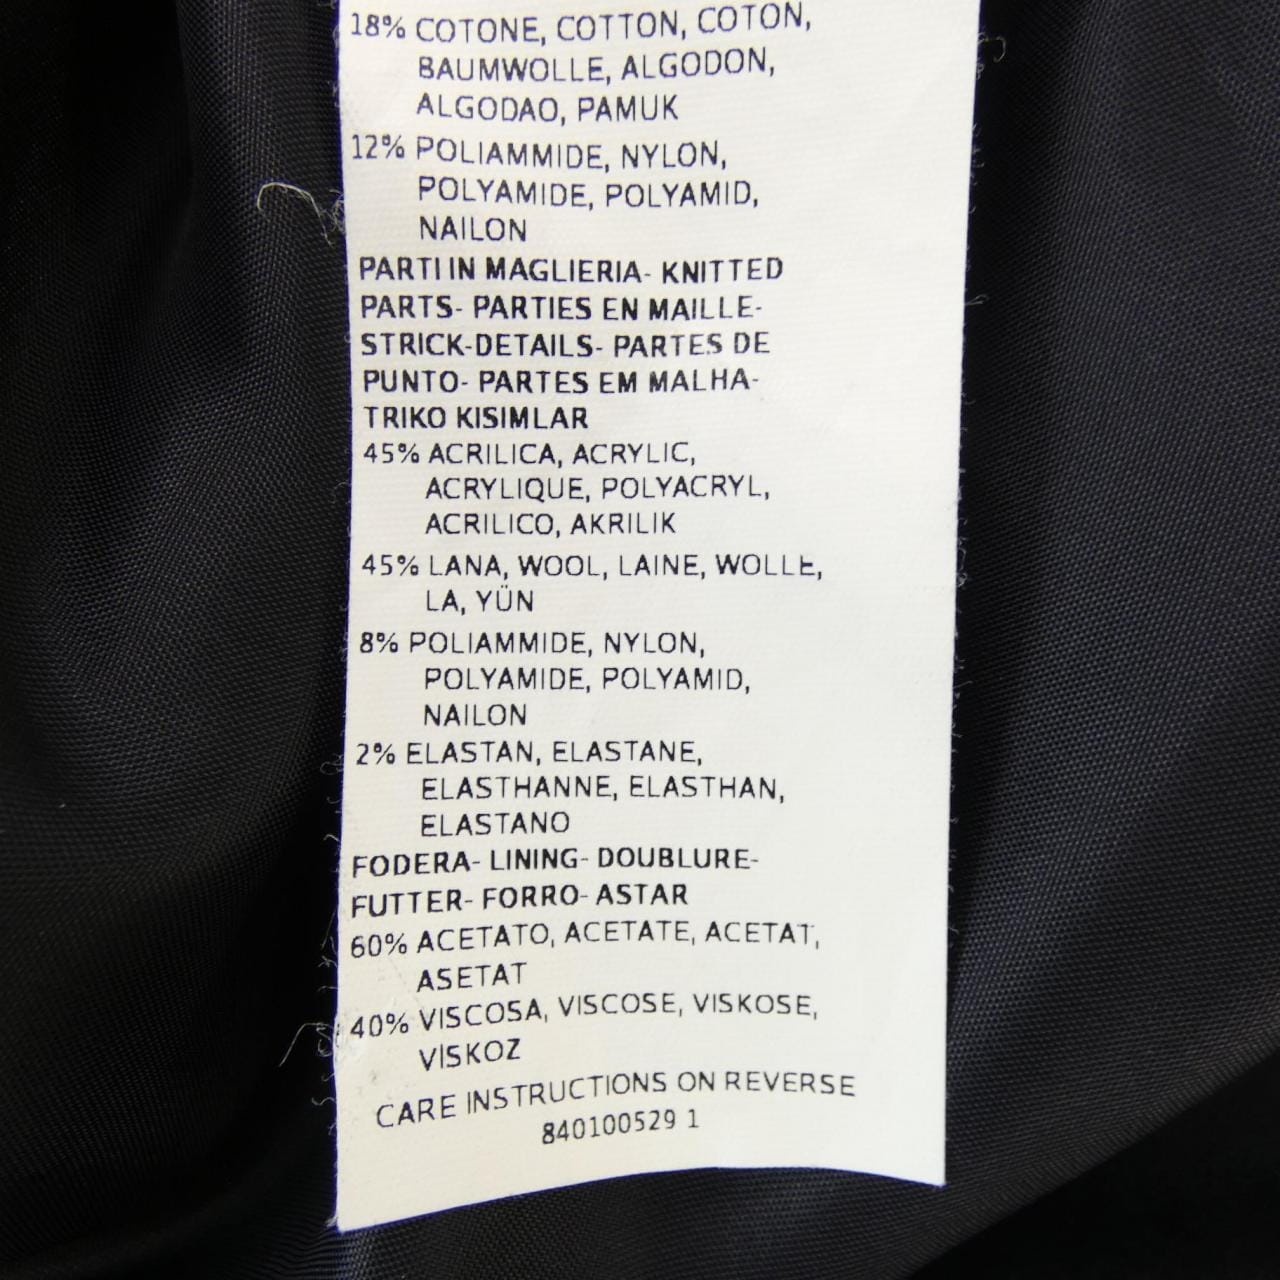 18% COTONE, COTTON, COTON,
BAUMWOLLE, ALGODON,
ALGODAO, PAMUK
12% POLIAMMIDE, NYLON,
POLYAMIDE, POLYAMID,
NAILON
PARTI IN MAGLIERIA- KNITTED
PARTS- PARTIES EN MAILLE-
STRICK-DETAILS- PARTES DE
PUNTO- PARTES EM MALHA-
TRIKO KISIMLAR
45% ACRILICA, ACRYLIC,
ACRYLIQUE, POLYACRYL,
ACRILICO, AKRILIK
45% LANA, WOOL, LAINE, WOLLE,
LA, YÜN
8% POLIAMMIDE, NYLON,
POLYAMIDE, POLYAMID,
NAILON
2% ELASTAN, ELASTANE,
ELASTHANNE, ELASTHAN,
ELASTANO
FODERA- LINING- DOUBLURE-
FUTTER- FORRO- ASTAR
60% ACETATO, ACETATE, ACETAT,
ASETAT
40% VISCOSA, VISCOSE, VISKOSE,
VISKOZ
CARE INSTRUCTIONS ON REVERSE
840100529 1